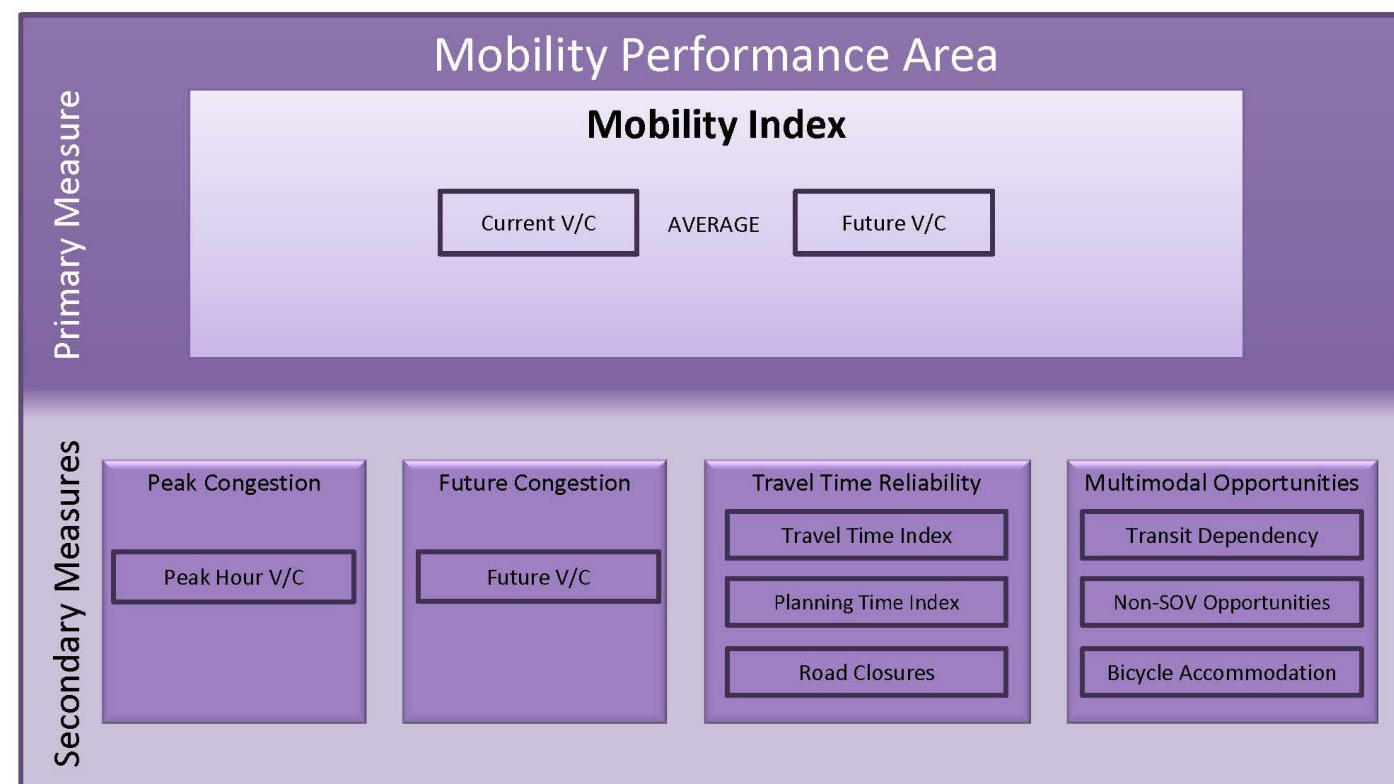 Mobility Performance Area
Primary Measure
Mobility Index
Current V/C
AVERAGE
Future V/C
Secondary Measures
Peak Congestion
Peak Hour V/C
Future Congestion
Future V/C
Travel Time Reliability
Travel Time Index
Planning Time Index
Road Closures
Multimodal Opportunities
Transit Dependency
Non-SOV Opportunities
Bicycle Accommodation